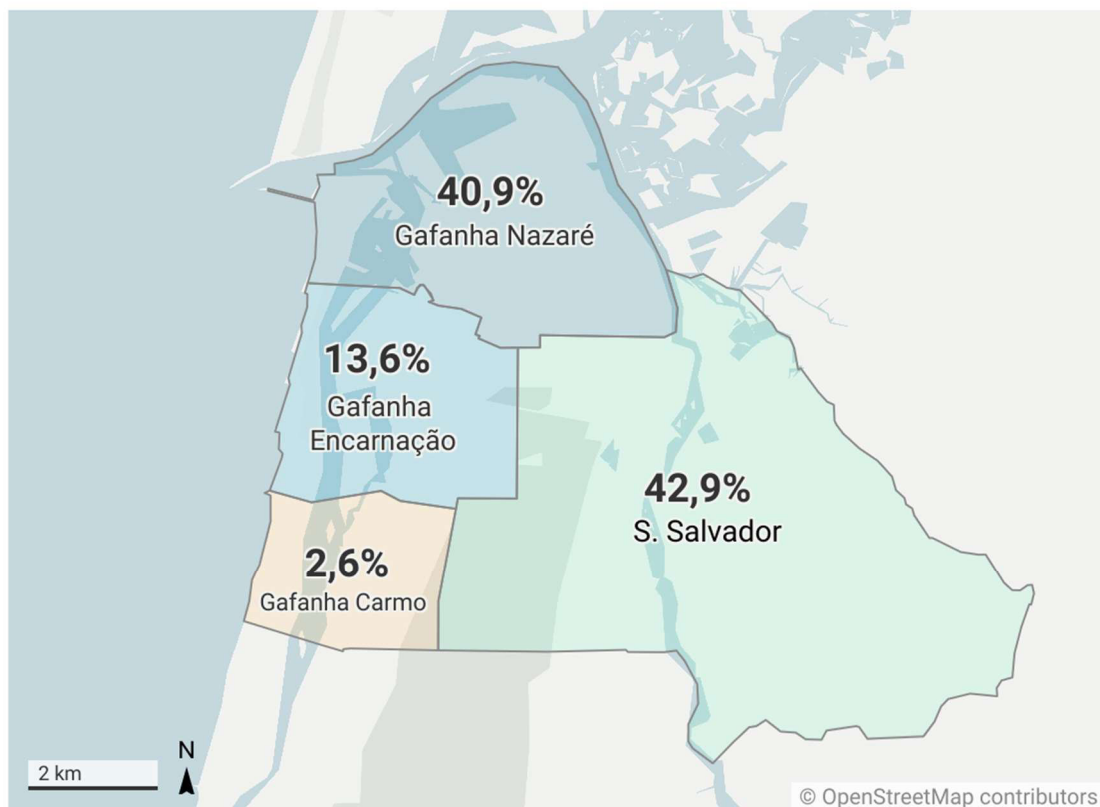 40,9%
Gafanha Nazaré
13,6%
Gafanha
Encarnação
42,9%
S. Salvador
2,6%
Gafanha Carmo
N
2 km
© OpenStreetMap contributors